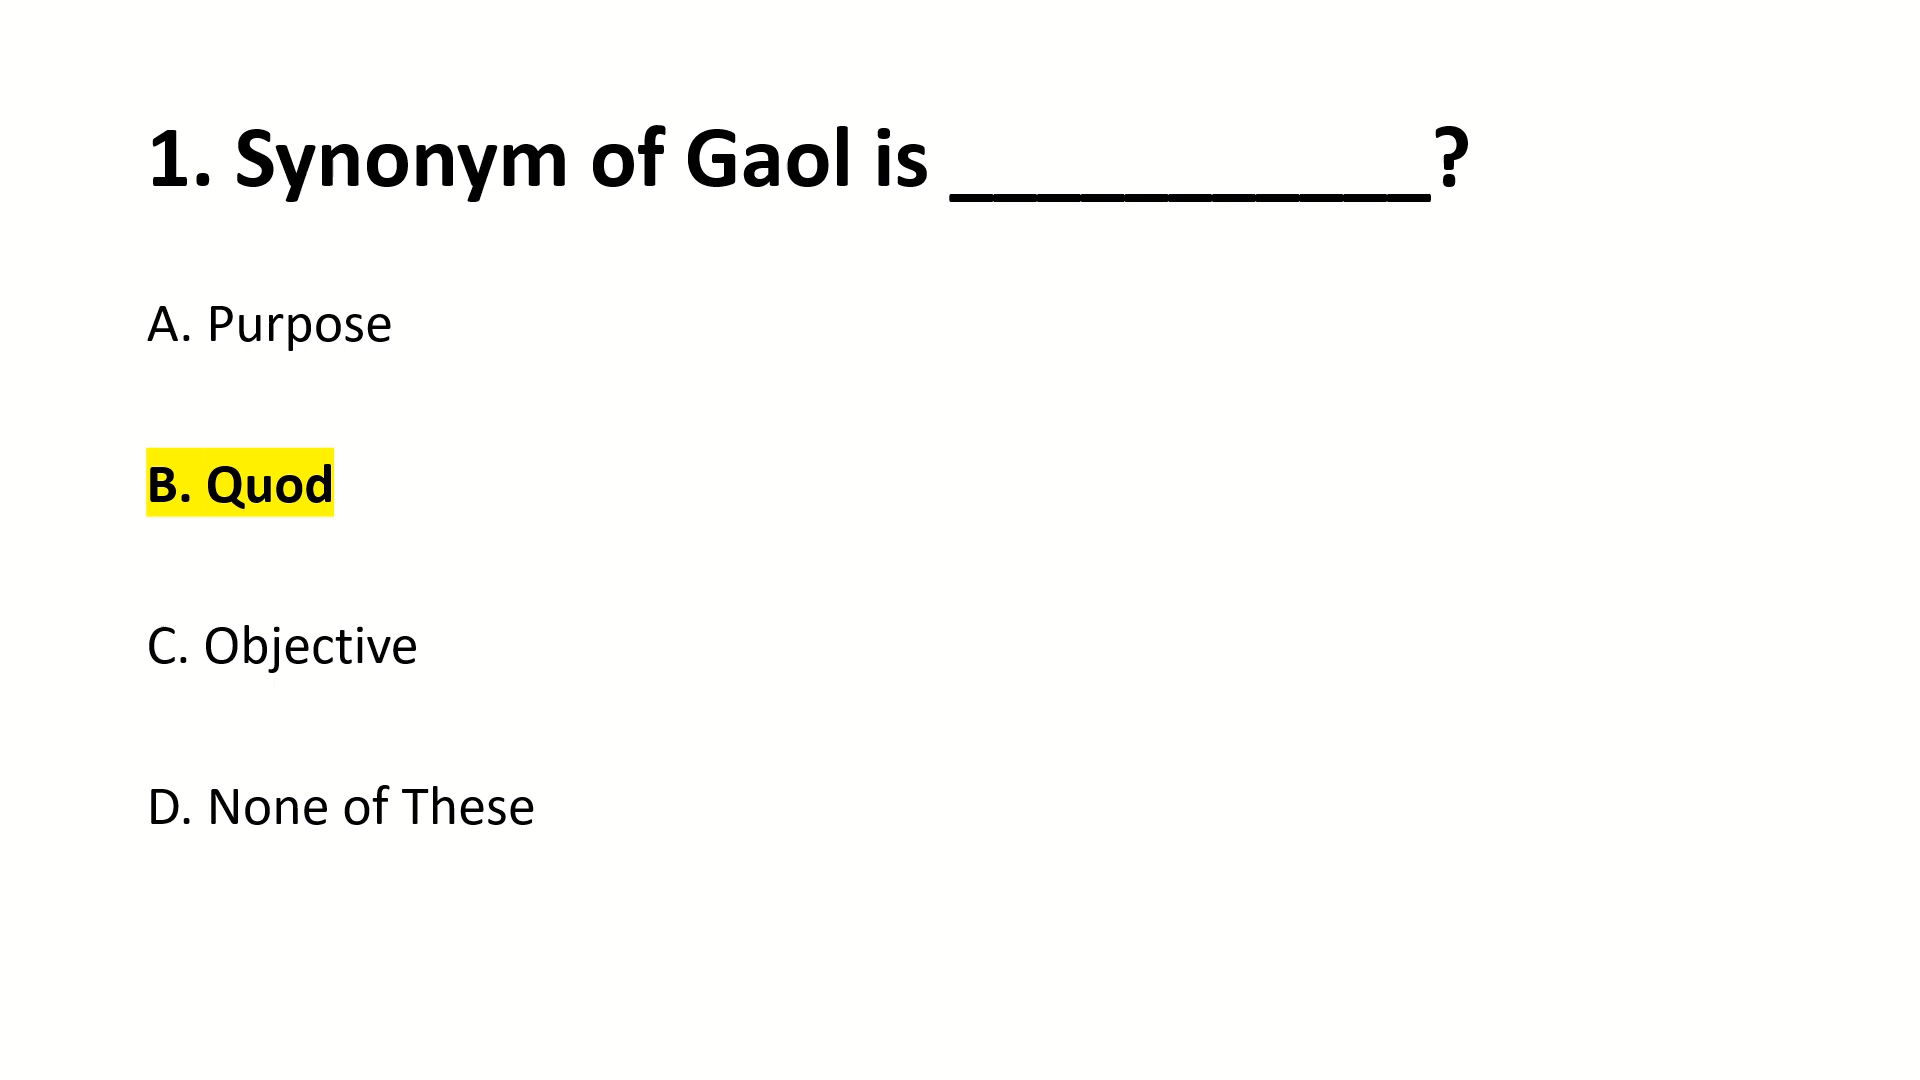 1. Synonym of Gaol is ___________?
A. Purpose
B. Quod
C. Objective
D. None of These